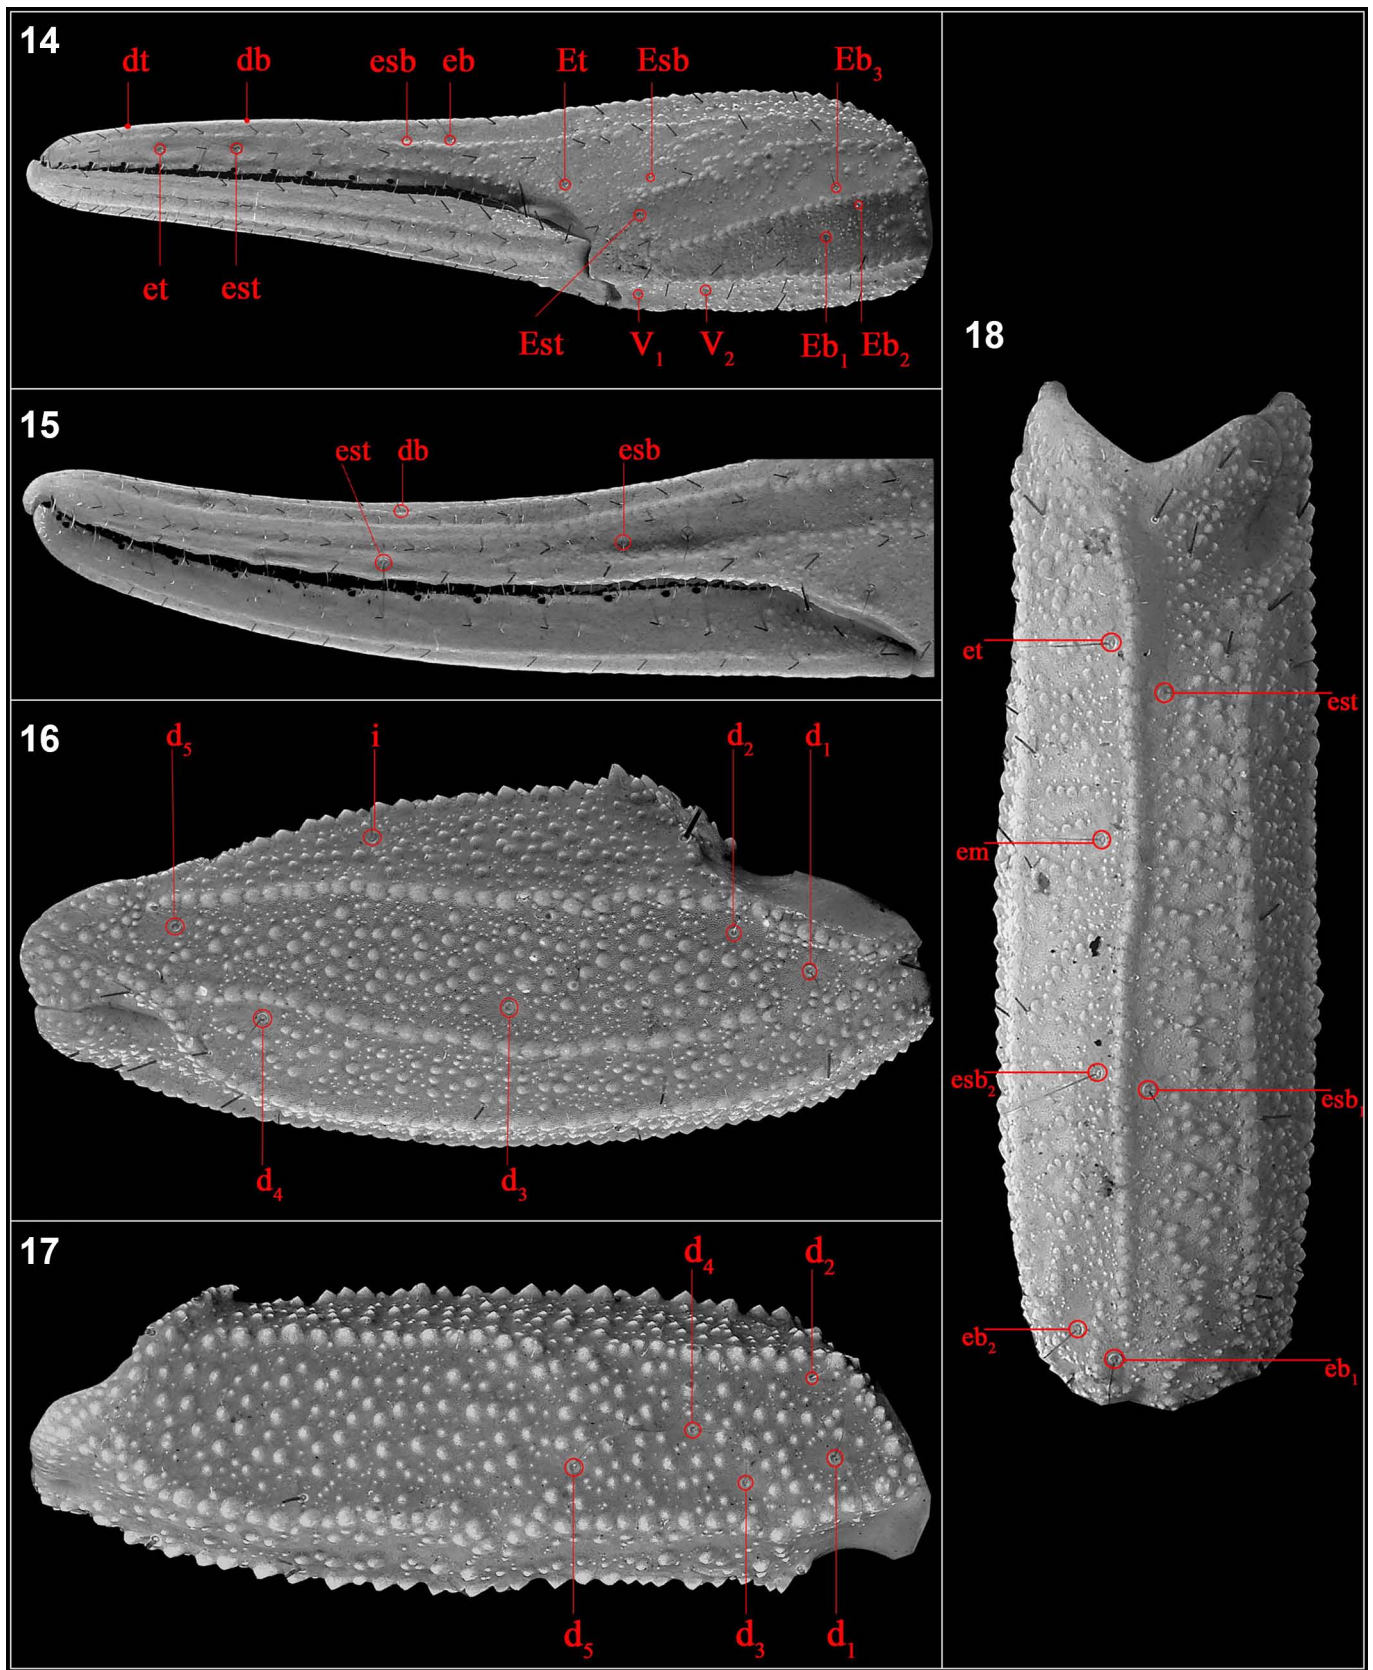 14
dt db esb eb Et Esb Eb3
et est Est V1 V2 Eb1 Eb2
15
est db esb
16
d5 i d2 d1
d4 d3
17
d4 d2
d5 d3 d1
18
et
est
em
esb2
esb1
eb2
eb1